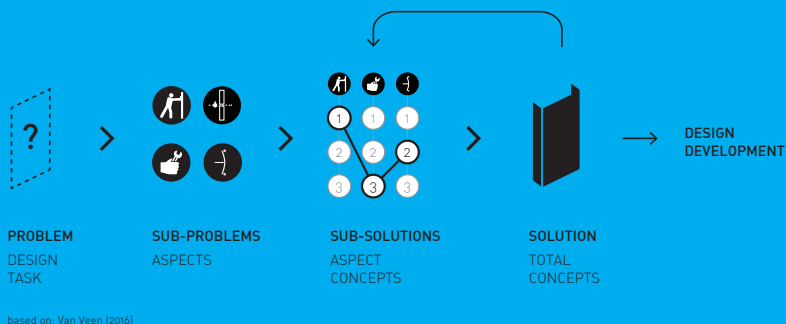 ?
1 1 1
2 2 2
3 3 3
DESIGN
DEVELOPMENT
PROBLEM
DESIGN
TASK
SUB-PROBLEMS
ASPECTS
SUB-SOLUTIONS
ASPECT
CONCEPTS
SOLUTION
TOTAL
CONCEPTS
based on: Van Veen (2016)